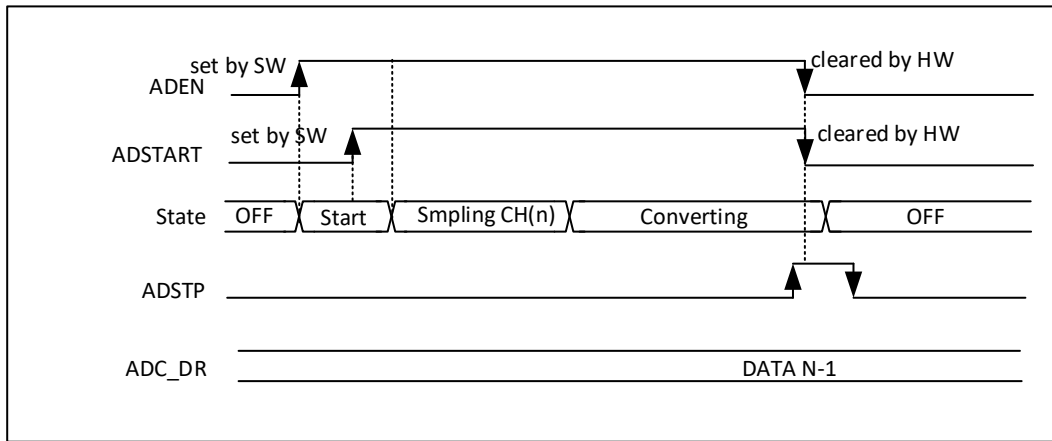 set by SW cleared by HW
ADEN
set by SW cleared by HW
ADSTART
State OFF Start Smpling CH(n) Converting OFF
ADSTP
ADC_DR DATA N-1